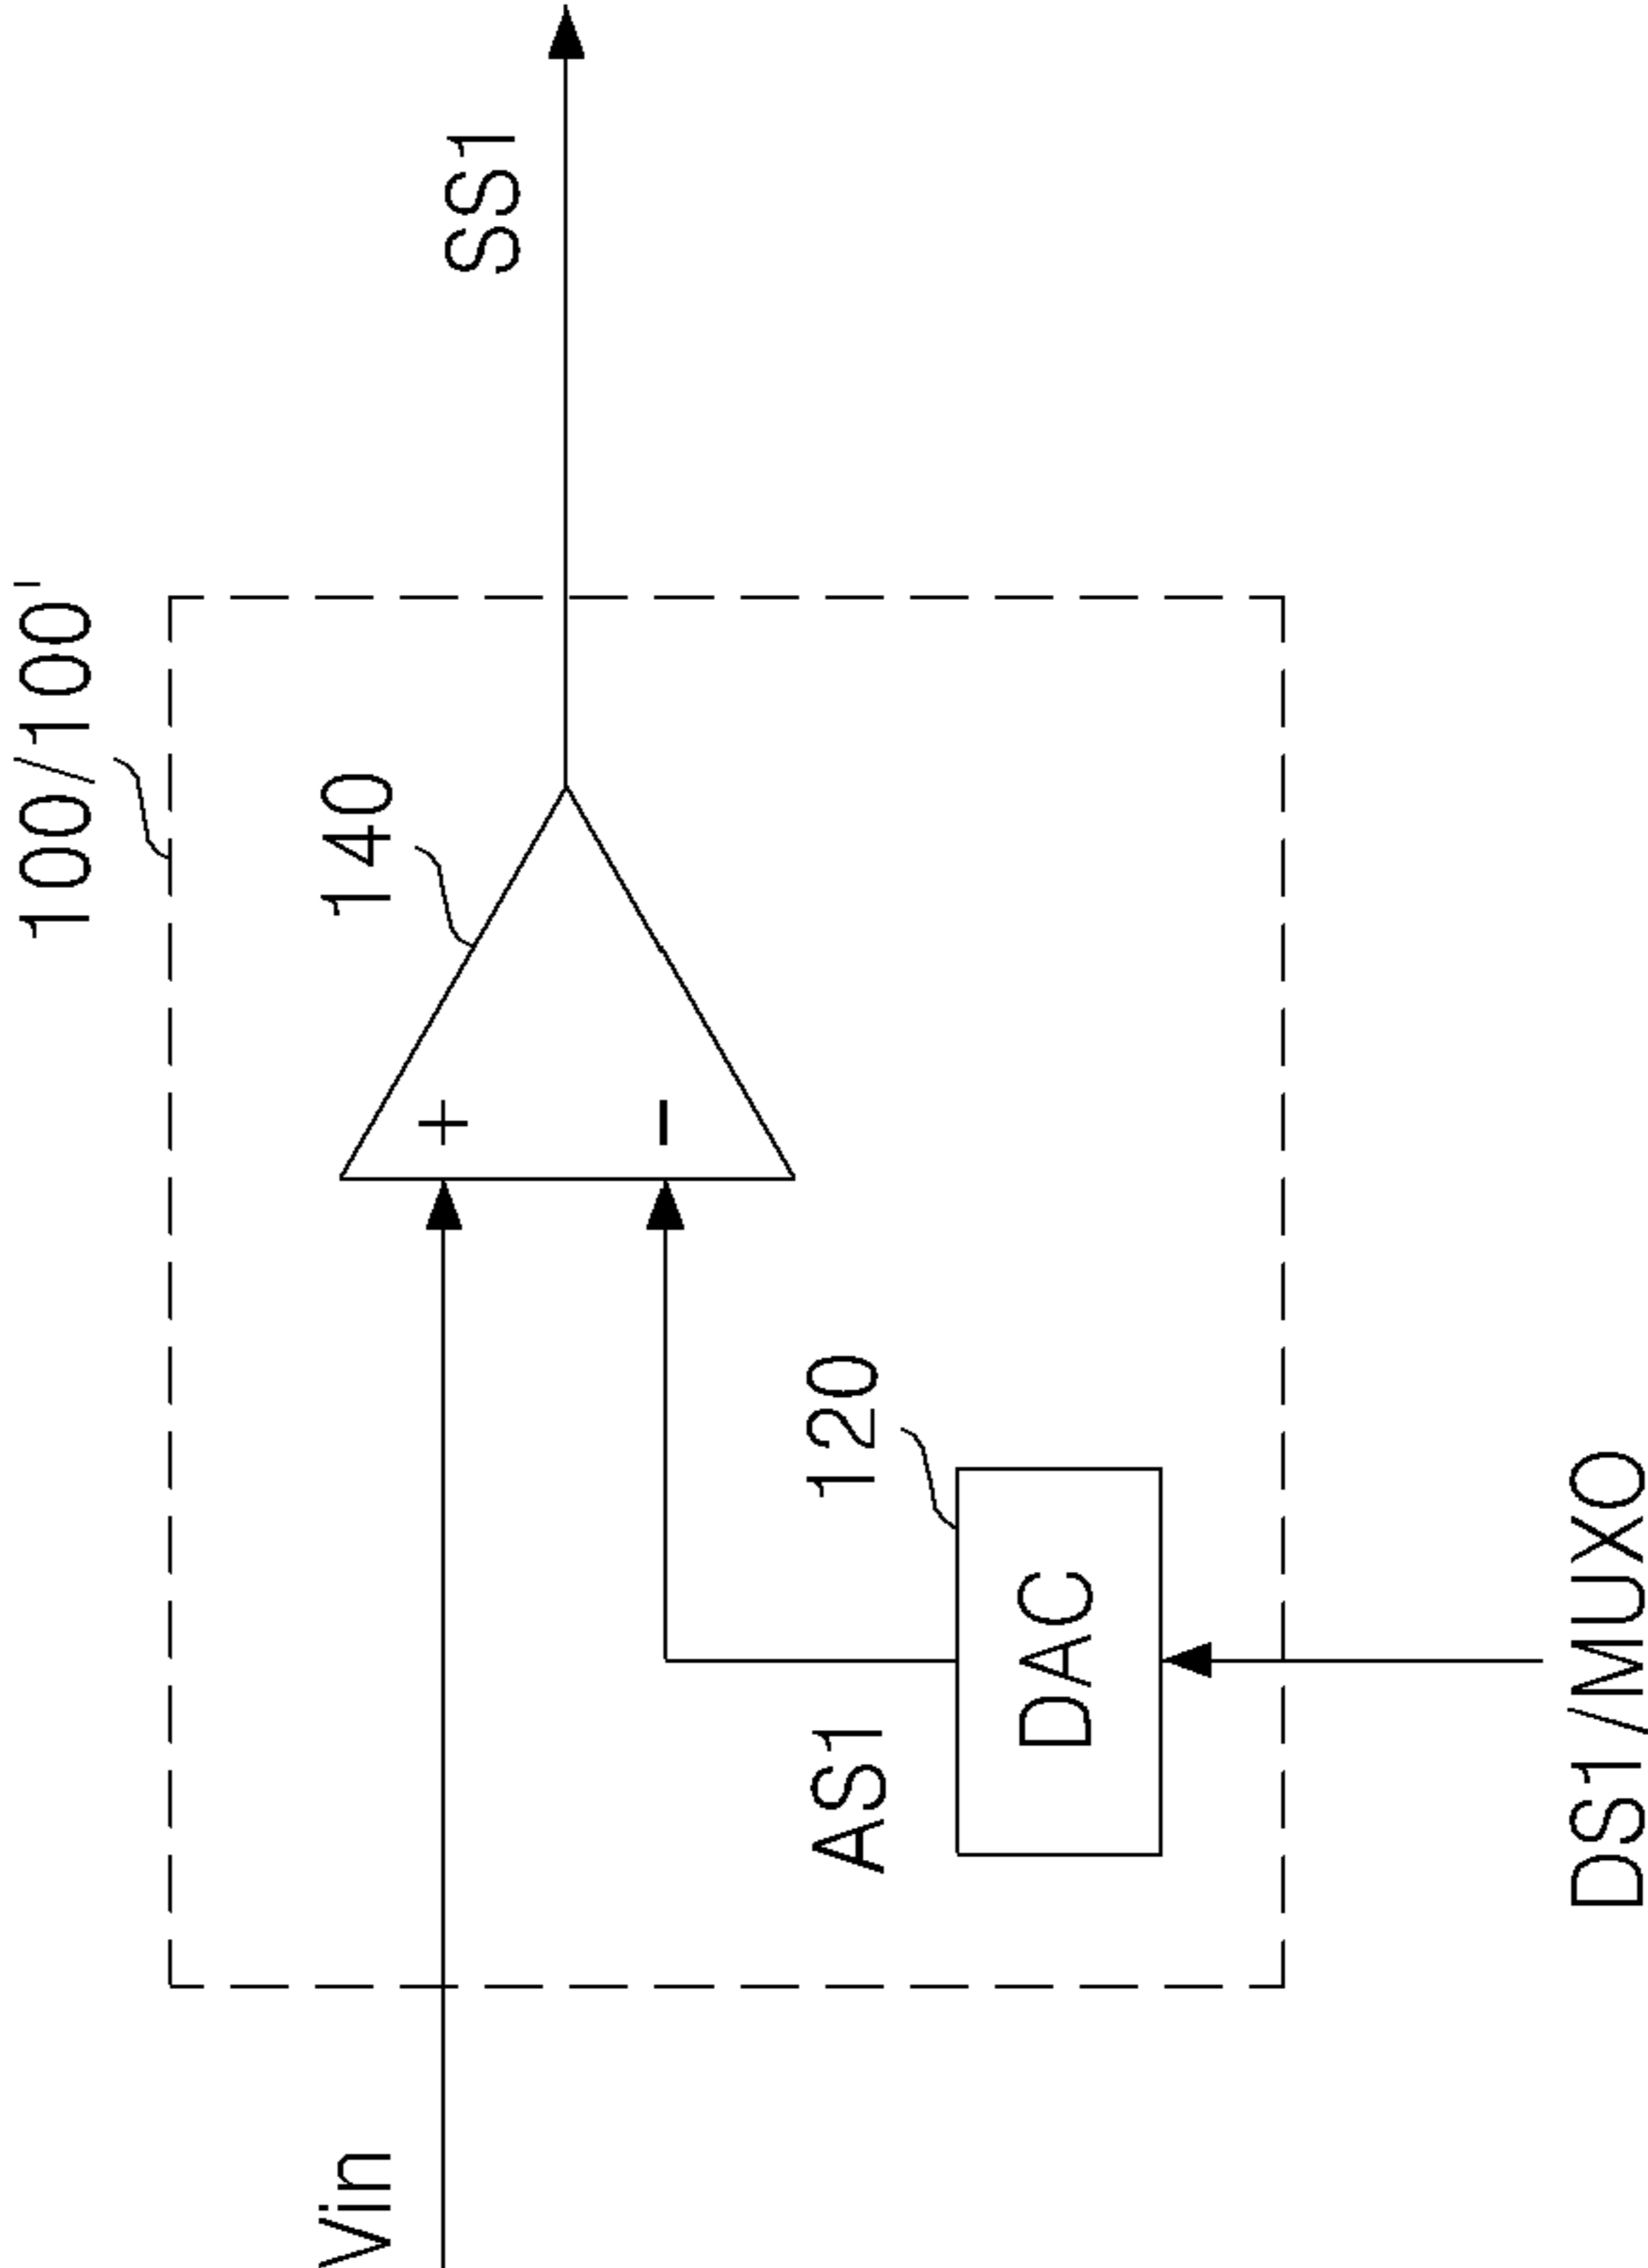 100/100'
Vin
140
+
SS1
−
AS1
120
DAC
DS1/MUXO